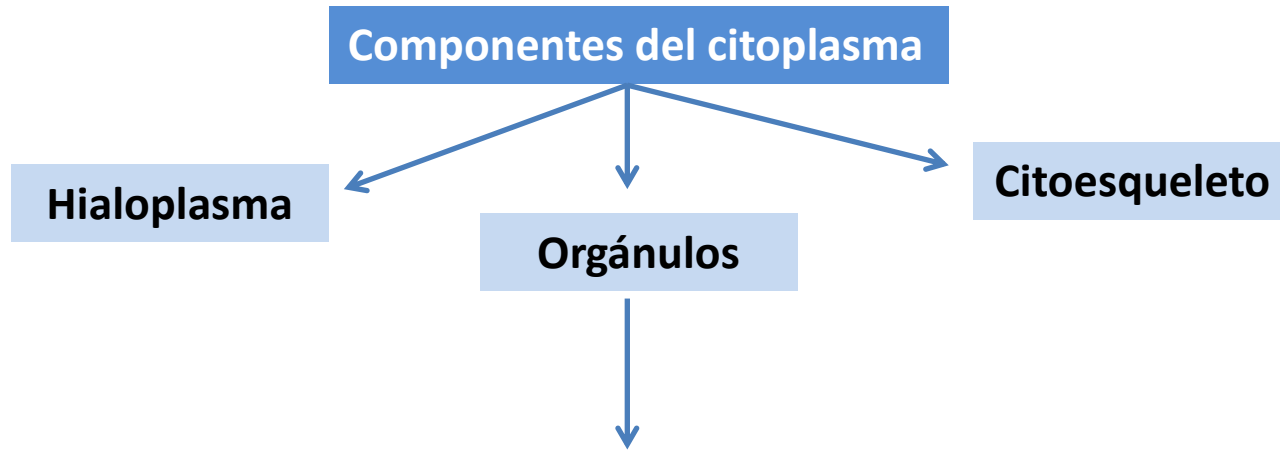 Componentes del citoplasma
Hialoplasma
Orgánulos
Citoesqueleto